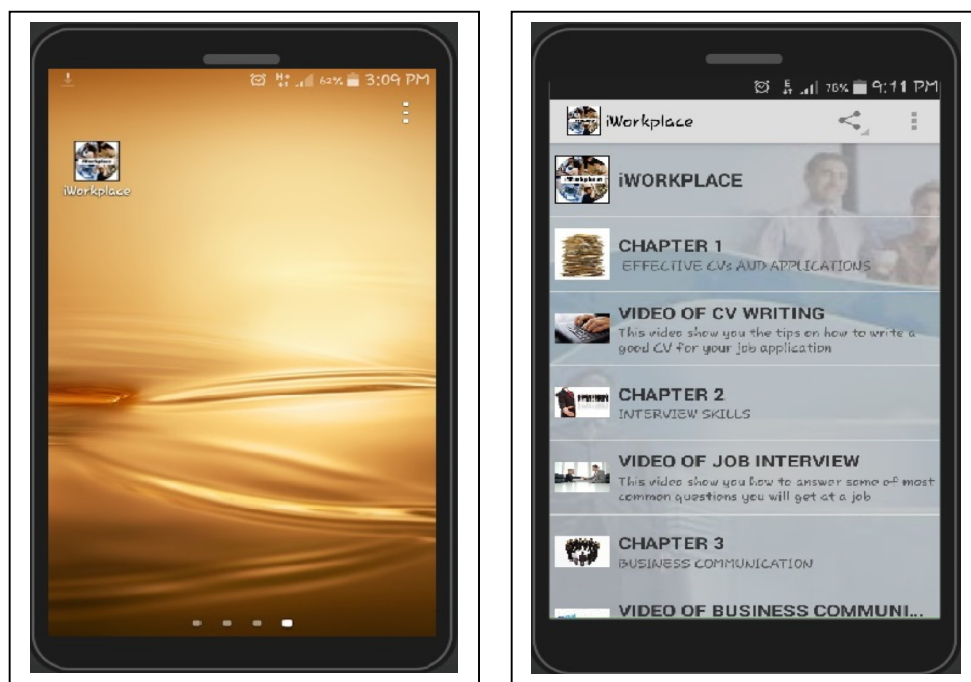 H+
62%
3:09 PM
iWorkplace
E
78%
9:11 PM
iWorkplace
iWORKPLACE
CHAPTER 1
EFFECTIVE CVs AND APPLICATIONS
VIDEO OF CV WRITING
This video show you the tips on how to write a
good CV for your job application
CHAPTER 2
INTERVIEW SKILLS
VIDEO OF JOB INTERVIEW
This video show you how to answer some of most
common questions you will get at a job
CHAPTER 3
BUSINESS COMMUNICATION
VIDEO OF BUSINESS COMMUNI...